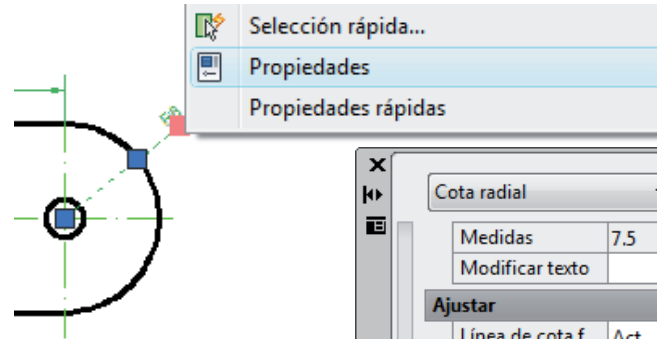 Selección rápida...
Propiedades
Propiedades rápidas
Cota radial
Medidas 7.5
Modificar texto
Ajustar
Línea de cota f... Act